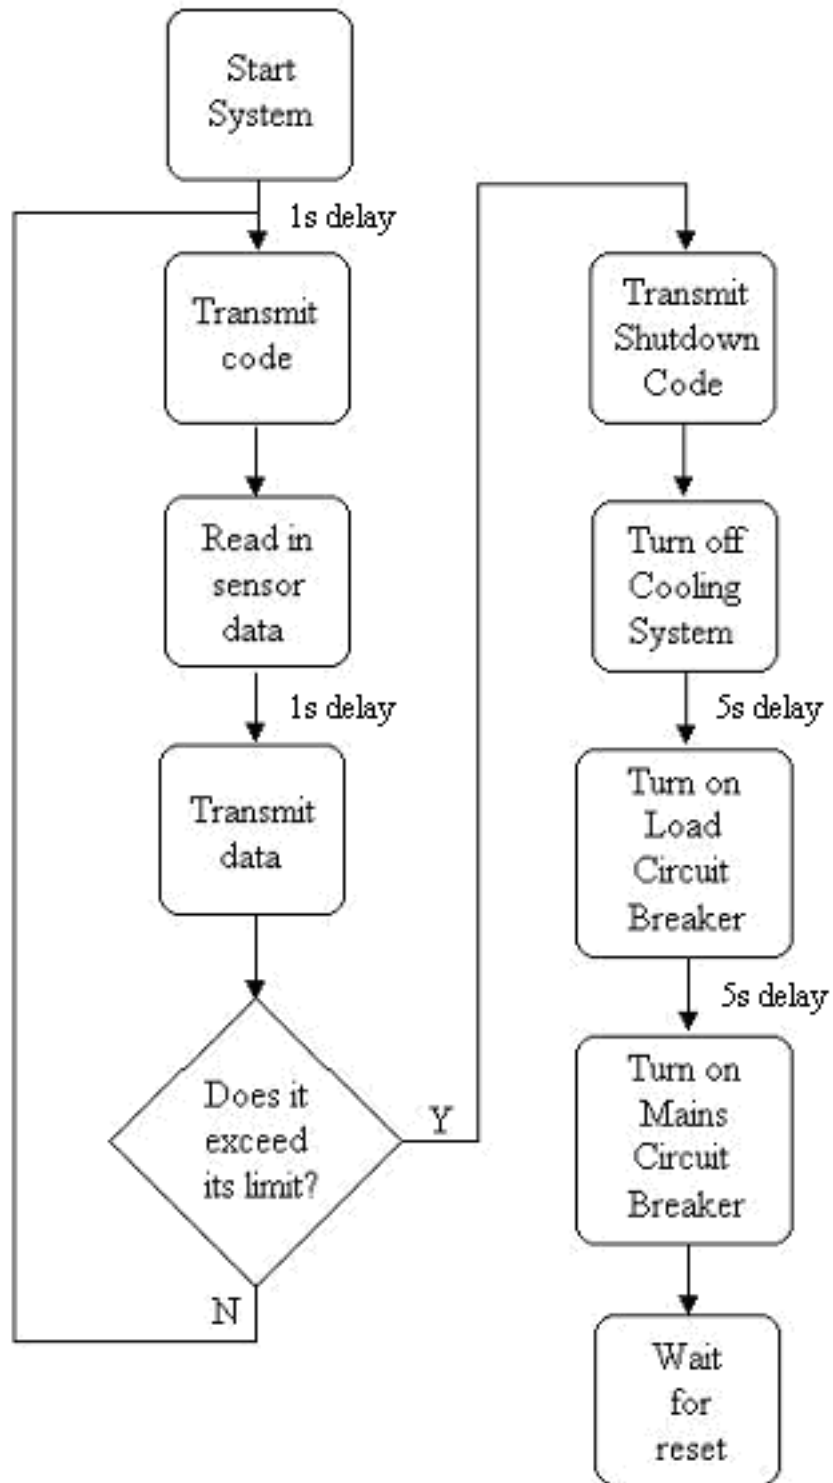 Start
System
1s delay
Transmit
code
Read in
sensor
data
1s delay
Transmit
data
Does it
exceed
its limit?
Y
N
Transmit
Shutdown
Code
Turn off
Cooling
System
5s delay
Turn on
Load
Circuit
Breaker
5s delay
Turn on
Mains
Circuit
Breaker
Wait
for
reset